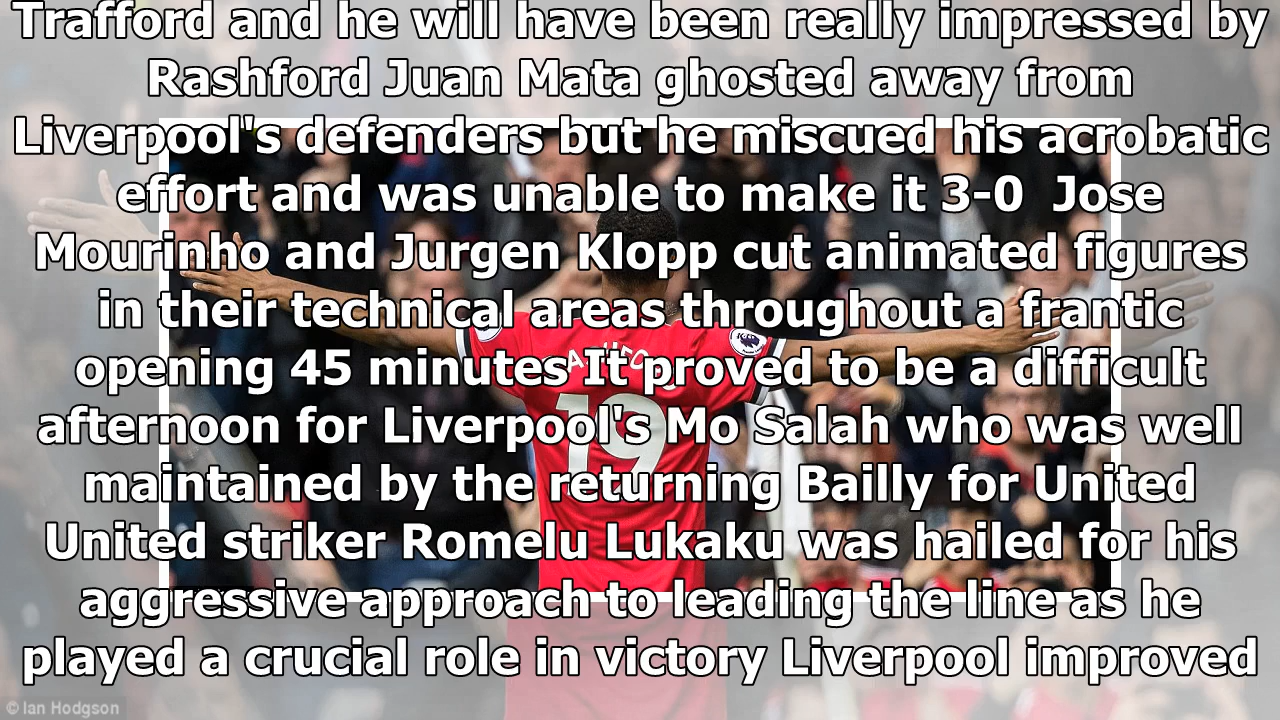 Trafford and he will have been really impressed by
Rashford Juan Mata ghosted away from
Liverpool's defenders but he miscued his acrobatic
effort and was unable to make it 3-0  Jose
Mourinho and Jurgen Klopp cut animated figures
in their technical areas throughout a frantic
opening 45 minutes It proved to be a difficult
afternoon for Liverpool's Mo Salah who was well
maintained by the returning Bailly for United
United striker Romelu Lukaku was hailed for his
aggressive approach to leading the line as he
played a crucial role in victory Liverpool improved
19
© Ian Hodgson